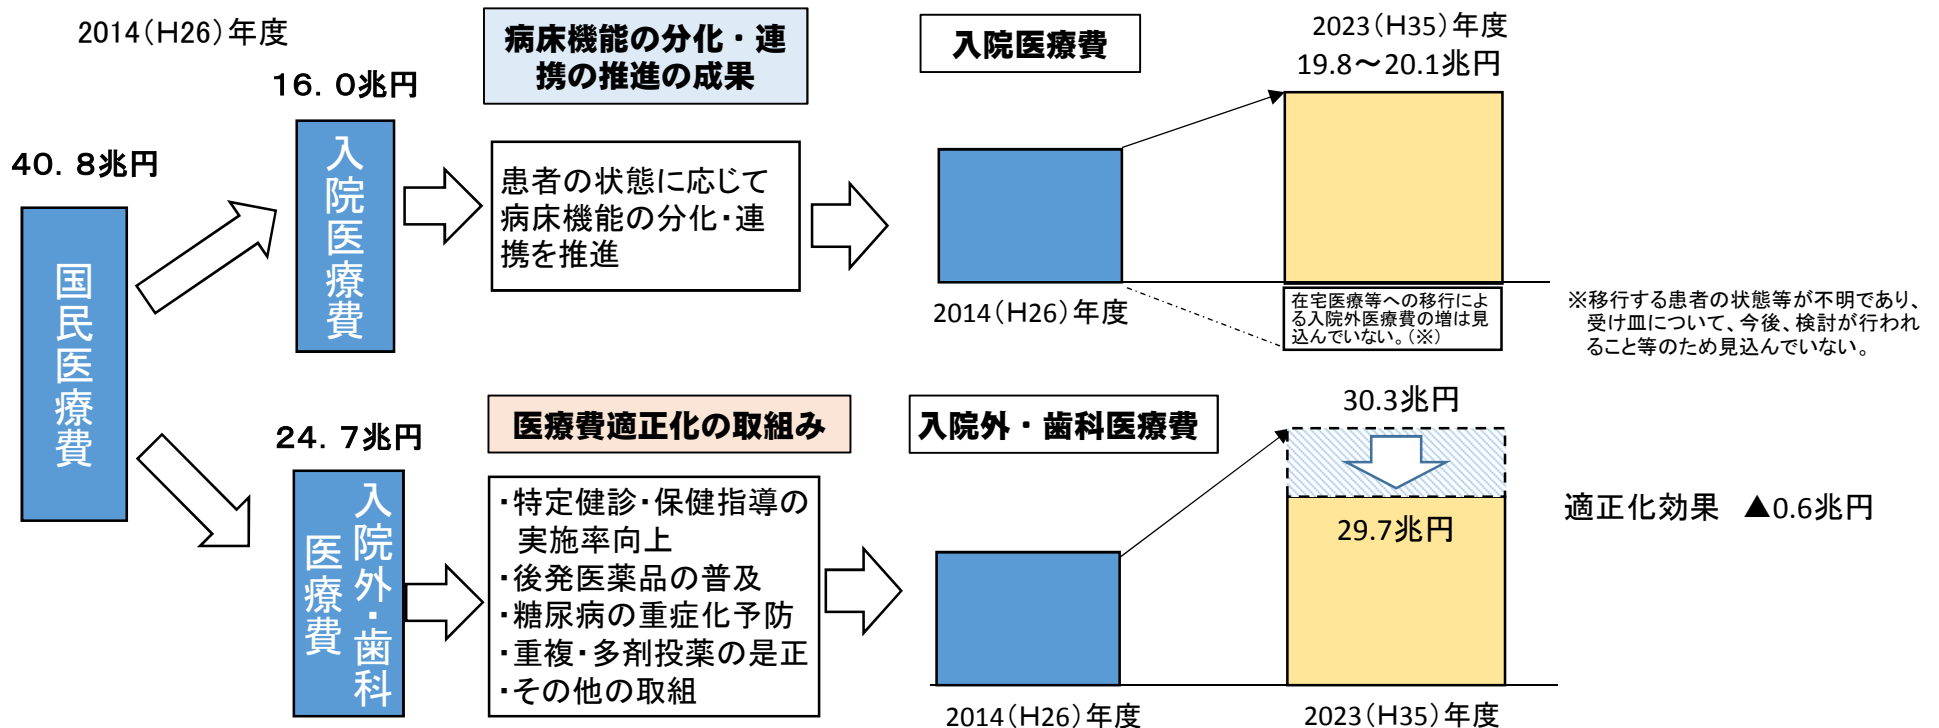 2014(H26)年度
40.8兆円
国民医療費
16.0兆円
入院医療費
病床機能の分化・連
携の推進の成果
患者の状態に応じて
病床機能の分化・連
携を推進
入院医療費
2014(H26)年度
2023(H35)年度
19.8～20.1兆円
在宅医療等への移行によ
る入院外医療費の増は見
込んでいない。(※)
※移行する患者の状態等が不明であり、
受け皿について、今後、検討が行われ
ること等のため見込んでいない。
24.7兆円
入院外・歯科
医療費
医療費適正化の取組み
・特定健診・保健指導の
実施率向上
・後発医薬品の普及
・糖尿病の重症化予防
・重複・多剤投薬の是正
・その他の取組
入院外・歯科医療費
2014(H26)年度
30.3兆円
29.7兆円
2023(H35)年度
適正化効果 ▲0.6兆円